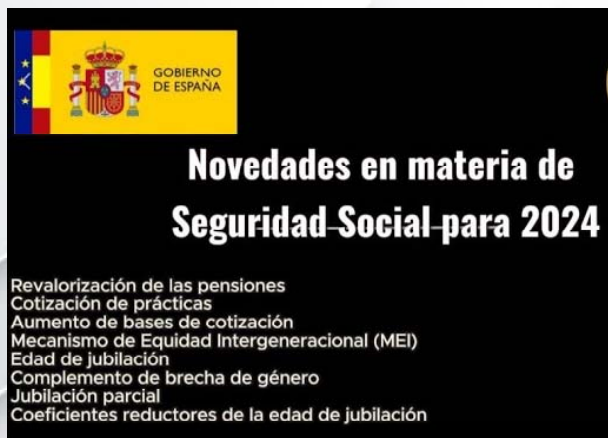 GOBIERNO
DE ESPAÑA
Novedades en materia de
Seguridad Social para 2024
Revalorización de las pensiones
Cotización de prácticas
Aumento de bases de cotización
Mecanismo de Equidad Intergeneracional (MEI)
Edad de jubilación
Complemento de brecha de género
Jubilación parcial
Coeficientes reductores de la edad de jubilación